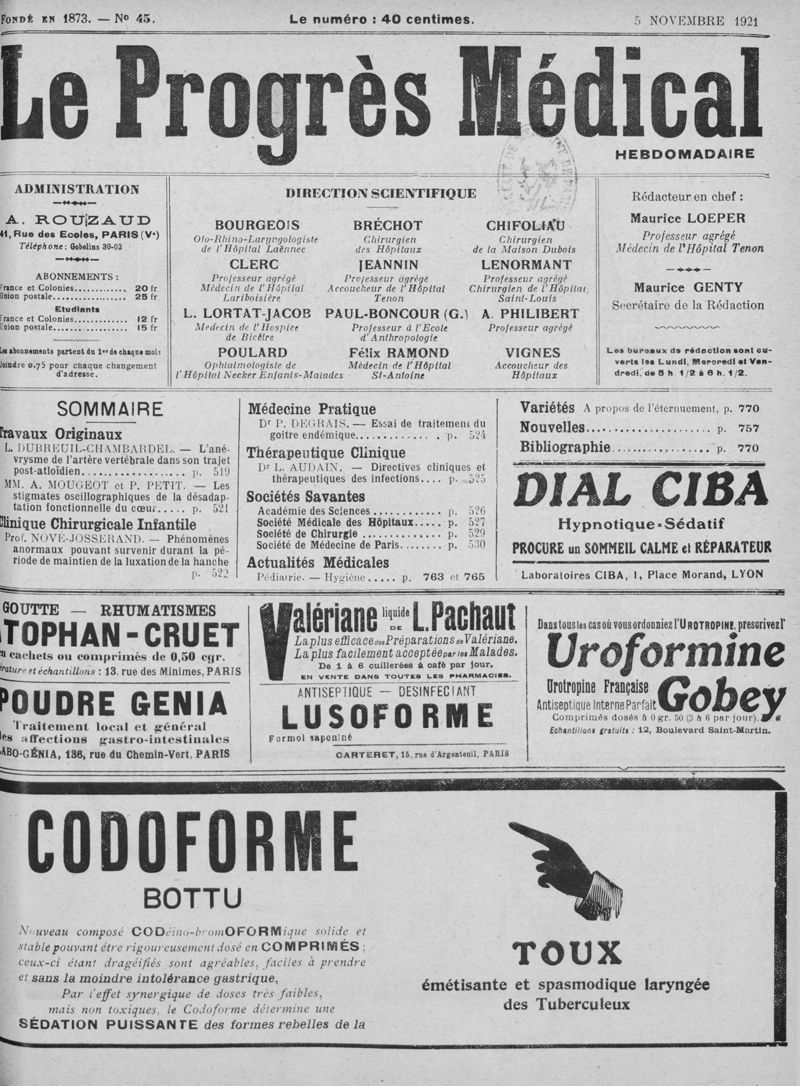 FONDÉ EN 1873. — No 45.
Le numéro : 40 centimes.
5 NOVEMBRE 1921
Le Progrès Médical
HEBDOMADAIRE
ADMINISTRATION
A. ROUZAUD
41, Rue des Ecoles, PARIS (Ve)
Téléphone : Gobelins 30-03
ABONNEMENTS :
France et Colonies............ 20 fr
Union postale.................. 25 fr
Etudiants
France et Colonies............ 12 fr
Union postale.................. 15 fr
Les abonnements partent du 1er de chaque mois
Joindre 0,75 pour chaque changement
d'adresse.
DIRECTION SCIENTIFIQUE
BOURGEOIS
Oto-Rhino-Laryngologiste
de l'Hôpital Laënnec
CLERC
Professeur agrégé
Médecin de l'Hôpital
Lariboisière
L. LORTAT-JACOB
Medecin de l'Hospice
de Bicêtre
POULARD
Ophtalmologiste de
l'Hôpital Necker Enfants-Malades
BRÉCHOT
Chirurgien
des Hôpitaux
JEANNIN
Professeur agrége
Accoucheur de l'Hôpital
Tenon
PAUL-BONCOUR (G.)
Professeur à l'Ecole
d'Anthropologie
Félix RAMOND
Médecin de l'Hôpital
St-Antoine
CHIFOLIAU
Chirurgien
de la Maison Dubois
LENORMANT
Professeur agrégé
Chirurgien de l'Hôpital
Saint-Louis
A. PHILIBERT
Professeur agrégé
VIGNES
Accoucheur des
Hôpitaux
Rédacteur en chef :
Maurice LOEPER
Professeur agrégé
Médecin de l'Hôpital Tenon
Maurice GENTY
Secrétaire de la Rédaction
Les bureaux de rédaction sont ou-
verts les Lundi, Mercredi et Ven-
dredi, de 5 h. 1/2 à 6 h. 1/2.
SOMMAIRE
Travaux Originaux
L. DUBREUIL-CHAMBARDEL. — L'ané-
vrysme de l'artère vertébrale dans son trajet
post-atloïdien.................... p. 519
MM. A. MOUGEOT et P. PETIT. — Les
stigmates oscillographiques de la désadap-
tation fonctionnelle du cœur..... p. 521
Clinique Chirurgicale Infantile
Prof. NOVÉ-JOSSERAND. — Phénomènes
anormaux pouvant survenir durant la pé-
riode de maintien de la luxation de la hanche
p. 522
Médecine Pratique
Dr P. DEGRAIS. — Essai de traitement du
goitre endémique.............. p. 524
Thérapeutique Clinique
Dr L. AUDAIN. — Directives cliniques et
thérapeutiques des infections.... p. 525
Sociétés Savantes
Académie des Sciences ............. p. 526
Société Médicale des Hôpitaux..... p. 527
Société de Chirurgie .............. p. 529
Société de Médecine de Paris........ p. 530
Actualités Médicales
Pédiatrie. — Hygiène..... p. 763 et 765
Variétés A propos de l'éternuement, p. 770
Nouvelles...................... p. 757
Bibliographie.................. p. 770
DIAL CIBA
Hypnotique-Sédatif
PROCURE un SOMMEIL CALME et RÉPARATEUR
Laboratoires CIBA, 1, Place Morand, LYON
GOUTTE — RHUMATISMES
ATOPHAN-CRUET
en cachets ou comprimés de 0,50 cgr.
Littérature et échantillons : 13. rue des Minimes, PARIS
POUDRE GENIA
Traitement local et général
des affections gastro-intestinales
LABO-GÉNIA, 136, rue du Chemin-Vert, PARIS
Valériane liquide DE L. Pachaut
La plus efficace des Préparations de Valériane.
La plus facilement acceptée par les Malades.
De 1 à 6 cuillerées à café par jour.
EN VENTE DANS TOUTES LES PHARMACIES.
ANTISEPTIQUE — DESINFECTANT
LUSOFORME
Formol saponiné
CARTERET, 15, rue d'Argenteuil, PARIS
Dans tous les cas où vous ordonniez l'UROTROPINE, prescrivez l'
Uroformine
Urotropine Française
Antiseptique Interne Parfait
Gobey
Comprimés dosés à 0 gr. 50 (3 à 6 par jour).
Echantillons gratuits : 12, Boulevard Saint-Martin.
CODOFORME
BOTTU
Nouveau composé CODéino-bromOFORMique solide et
stable pouvant être rigoureusement dosé en COMPRIMÉS ;
ceux-ci étant dragéifiés sont agréables, faciles à prendre
et sans la moindre intolérance gastrique,
Par l'effet synergique de doses très faibles,
mais non toxiques, le Codoforme détermine une
SÉDATION PUISSANTE des formes rebelles de la
TOUX
émétisante et spasmodique laryngée
des Tuberculeux